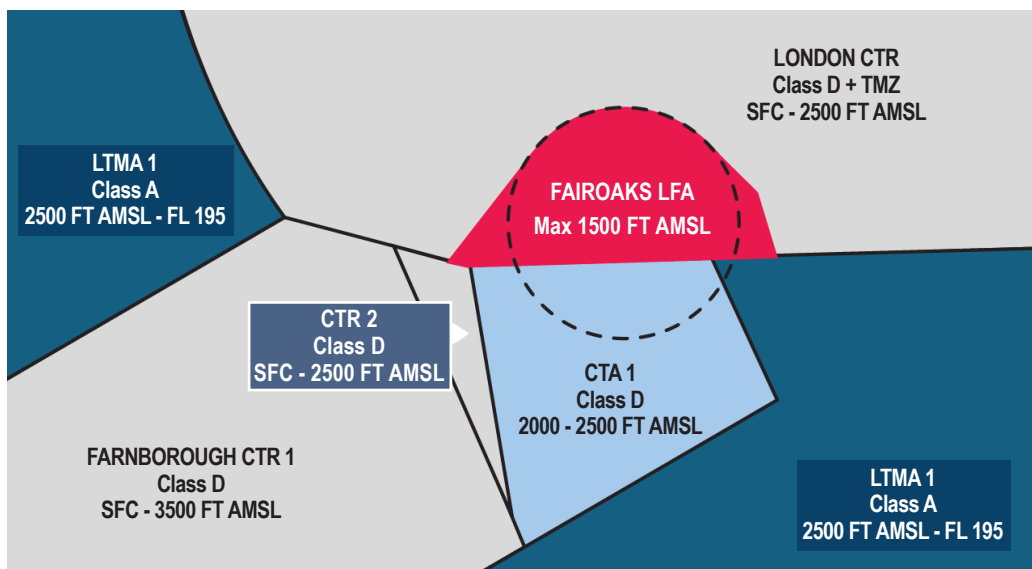 LONDON CTR
Class D + TMZ
SFC - 2500 FT AMSL
LTMA 1
Class A
2500 FT AMSL - FL 195
FAIROAKS LFA
Max 1500 FT AMSL
CTR 2
Class D
SFC - 2500 FT AMSL
CTA 1
Class D
2000 - 2500 FT AMSL
FARNBOROUGH CTR 1
Class D
SFC - 3500 FT AMSL
LTMA 1
Class A
2500 FT AMSL - FL 195